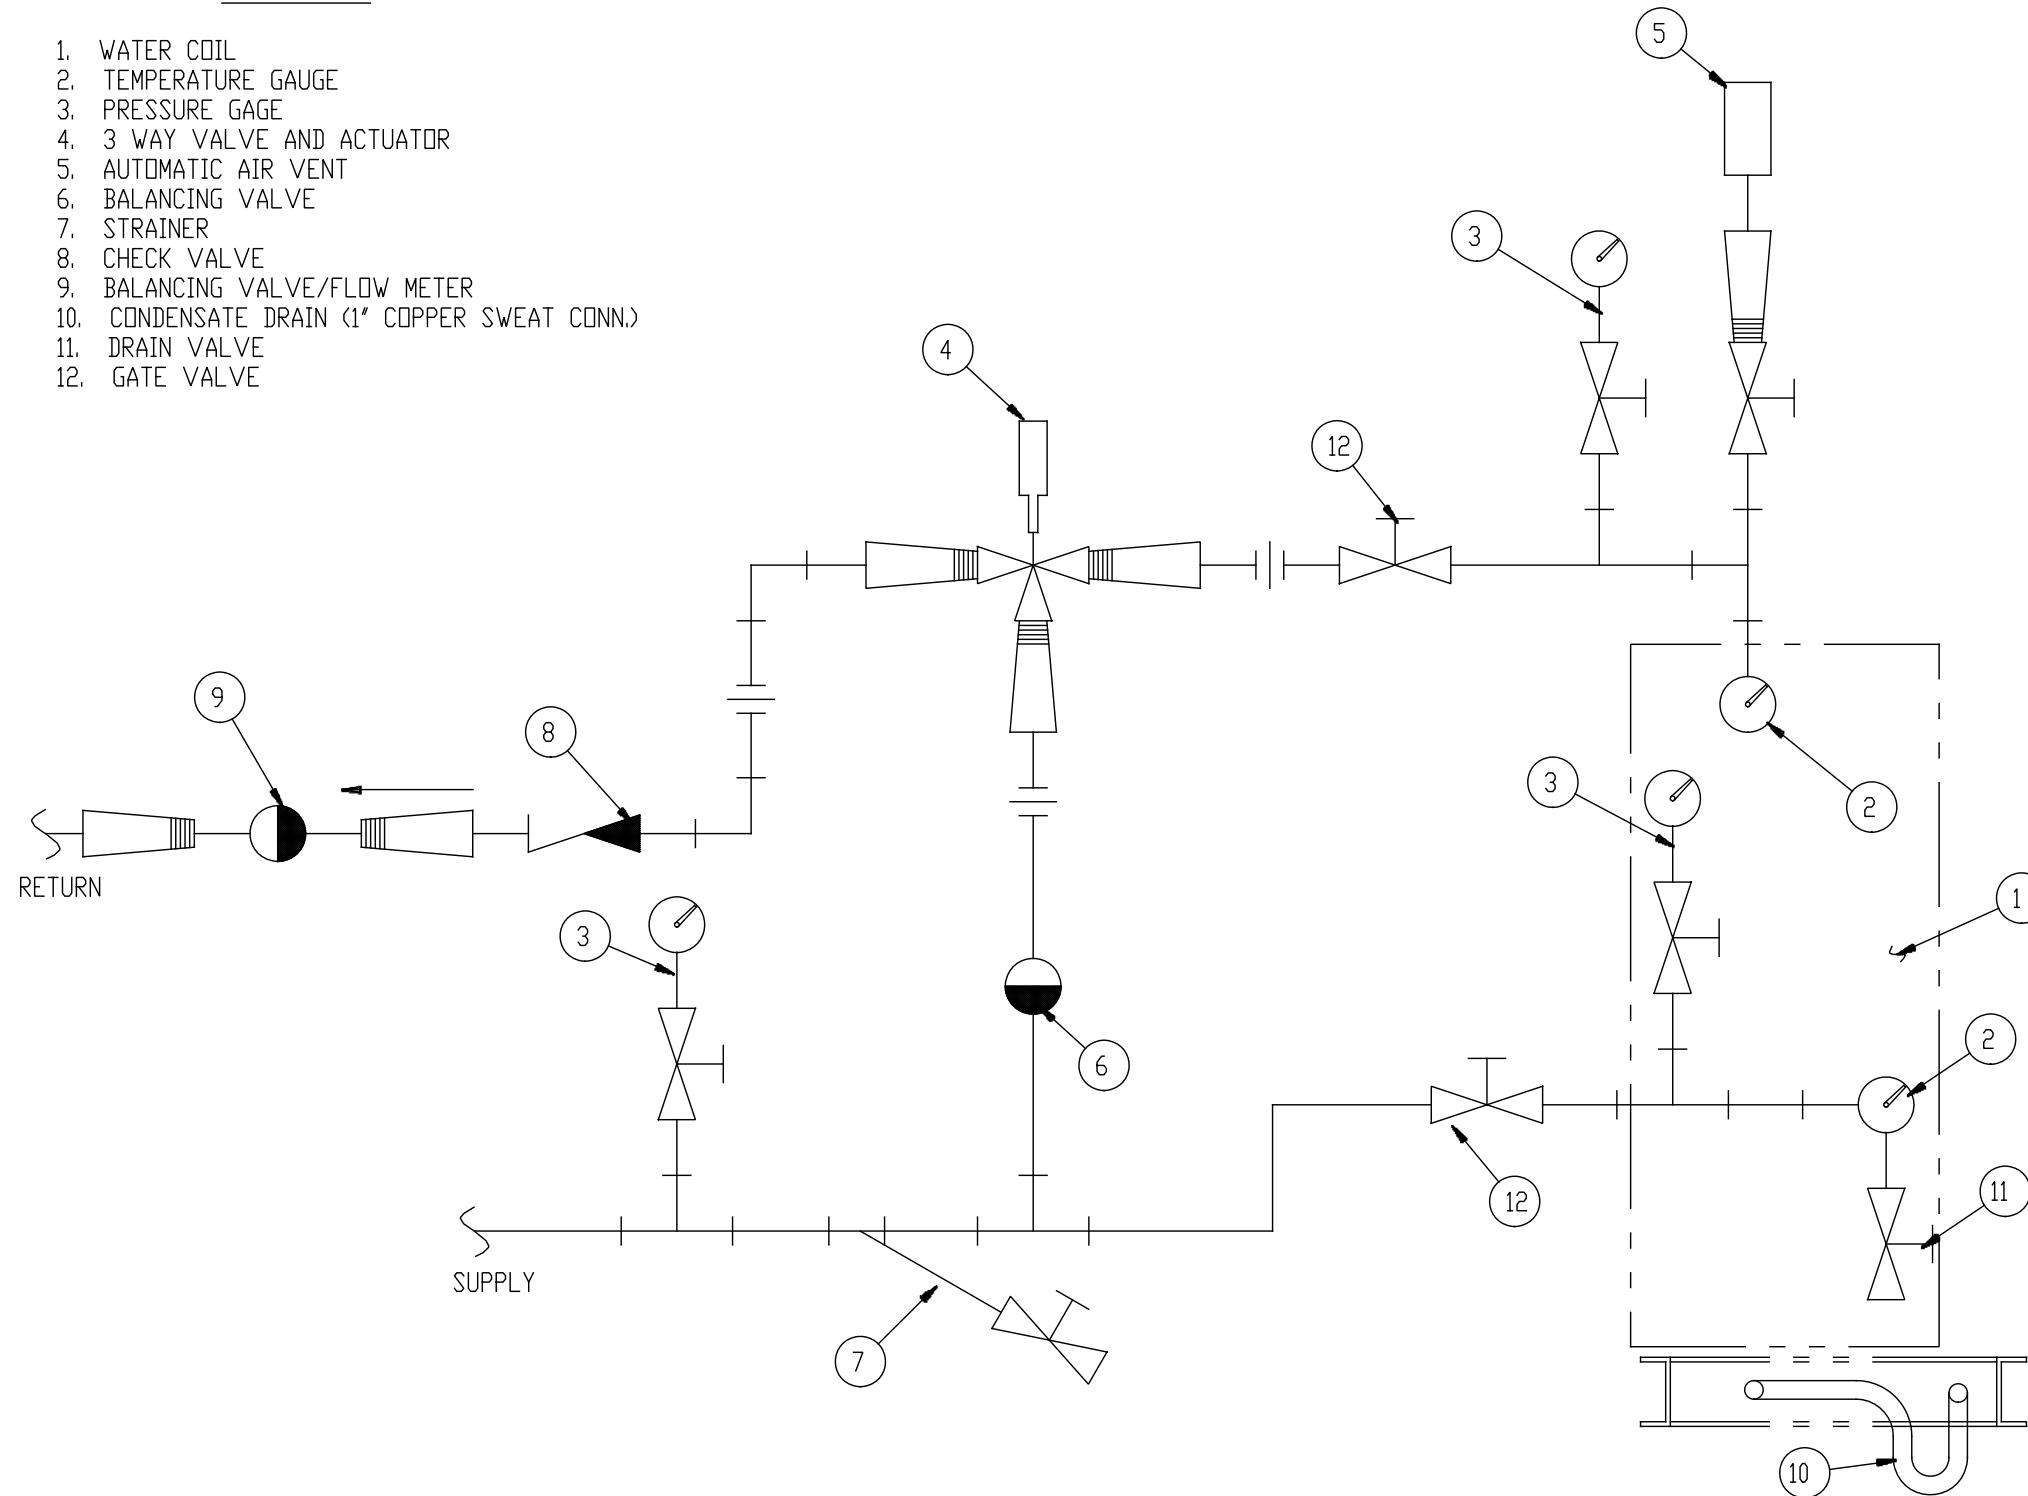 1. WATER COIL
2. TEMPERATURE GAUGE
3. PRESSURE GAGE
4. 3 WAY VALVE AND ACTUATOR
5. AUTOMATIC AIR VENT
6. BALANCING VALVE
7. STRAINER
8. CHECK VALVE
9. BALANCING VALVE/FLOW METER
10. CONDENSATE DRAIN (1" COPPER SWEAT CONN.)
11. DRAIN VALVE
12. GATE VALVE
5
3
4
12
9
8
3
2
1
3
2
6
11
12
7
10
RETURN
SUPPLY